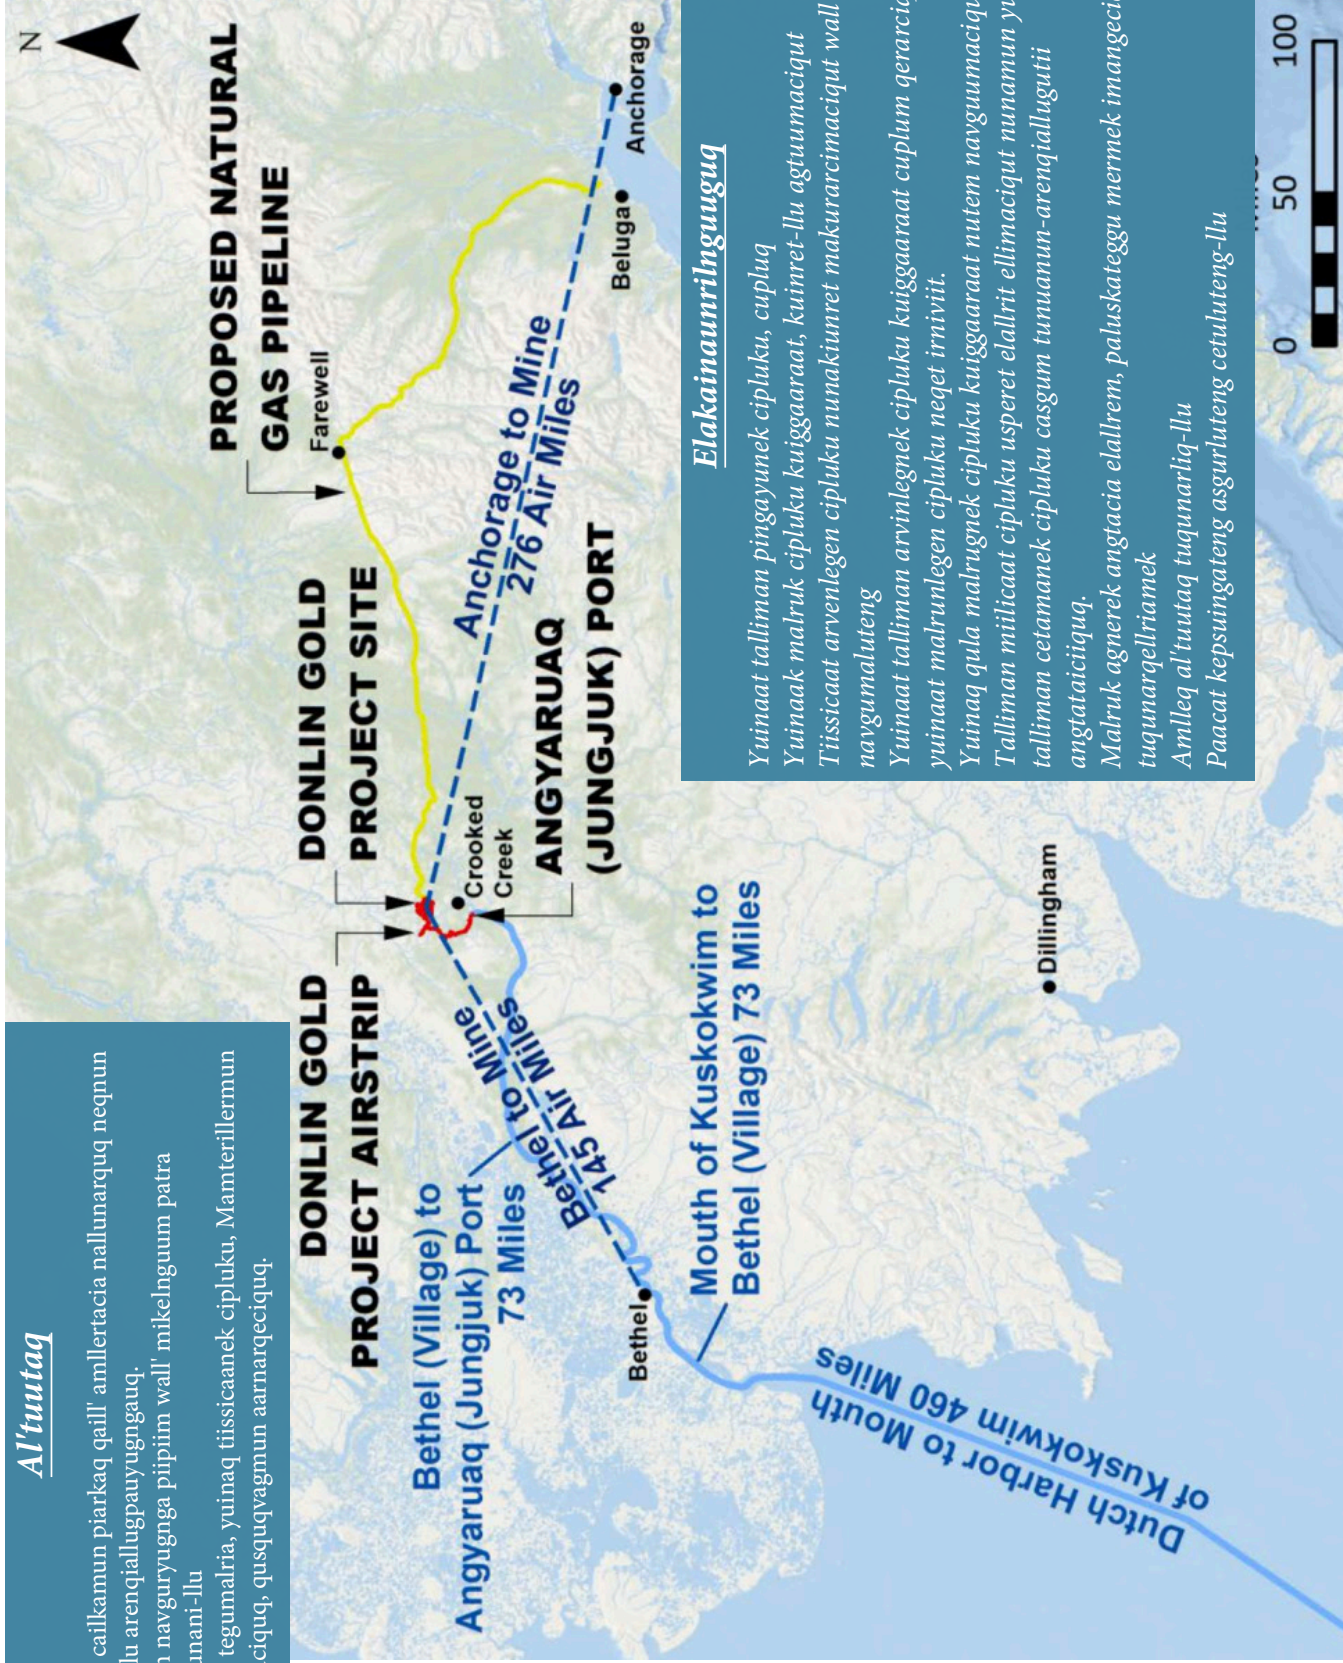 Al'tuutaq
cailkamun piarkaq qaill' amllertacia nallunarquq neqnun
lu arenqiallugpauyugngauq.
navguryugnga piipiim wall' mikelnguum patra
unani-llu
tegumalria, yuinaq tiissicaanek cipluku, Mamterillermun
ciquq, qusquqvagmun aarnarqeciquq.
N
PROPOSED NATURAL
GAS PIPELINE
Farewell
DONLIN GOLD
PROJECT SITE
DONLIN GOLD
PROJECT AIRSTRIP
Anchorage to Mine
276 Air Miles
Anchorage
Beluga
Crooked
Creek
ANGYARUAQ
(JUNGJUK) PORT
Bethel to Mine
145 Air Miles
Bethel (Village) to
Angyaruaq (Jungjuk) Port
73 Miles
Bethel
Mouth of Kuskokwim to
Bethel (Village) 73 Miles
Dutch Harbor to Mouth
of Kuskokwim 460 Miles
Dillingham
Elakainaunrilnguuguq
Yuinaat talliman pingayunek cipluku, cupluq
Yuinaak malruk cipluku kuiggaaraat, kuinret-llu agtuumaciqut
Tiissicaat arvenlegen cipluku numakiunret makurarcimaciqut wall'
navgumaluteng
Yuinaat talliman arvinlegnek cipluku kuiggaaraat cuplum
yuinaat malrunlegen cipluku neqet irniviit.
Yuinaq qula malrugnek cipluku kuiggaaraat nutem
Talliman miilicaat cipluku usperet elallrit ellimaciqut nunamun
talliman cetamanek cipluku casgum tunuanun-arenqiallugutii
angtataiciiquq.
Malruk agnerek angtacia elallrem, paluskateggu mermek
tuqunarqellriamek
Amlleq al'tuutaq tuqunarliq-llu
Paacat kepsuingateng asgurluteng cetuluteng-llu
0 50 100